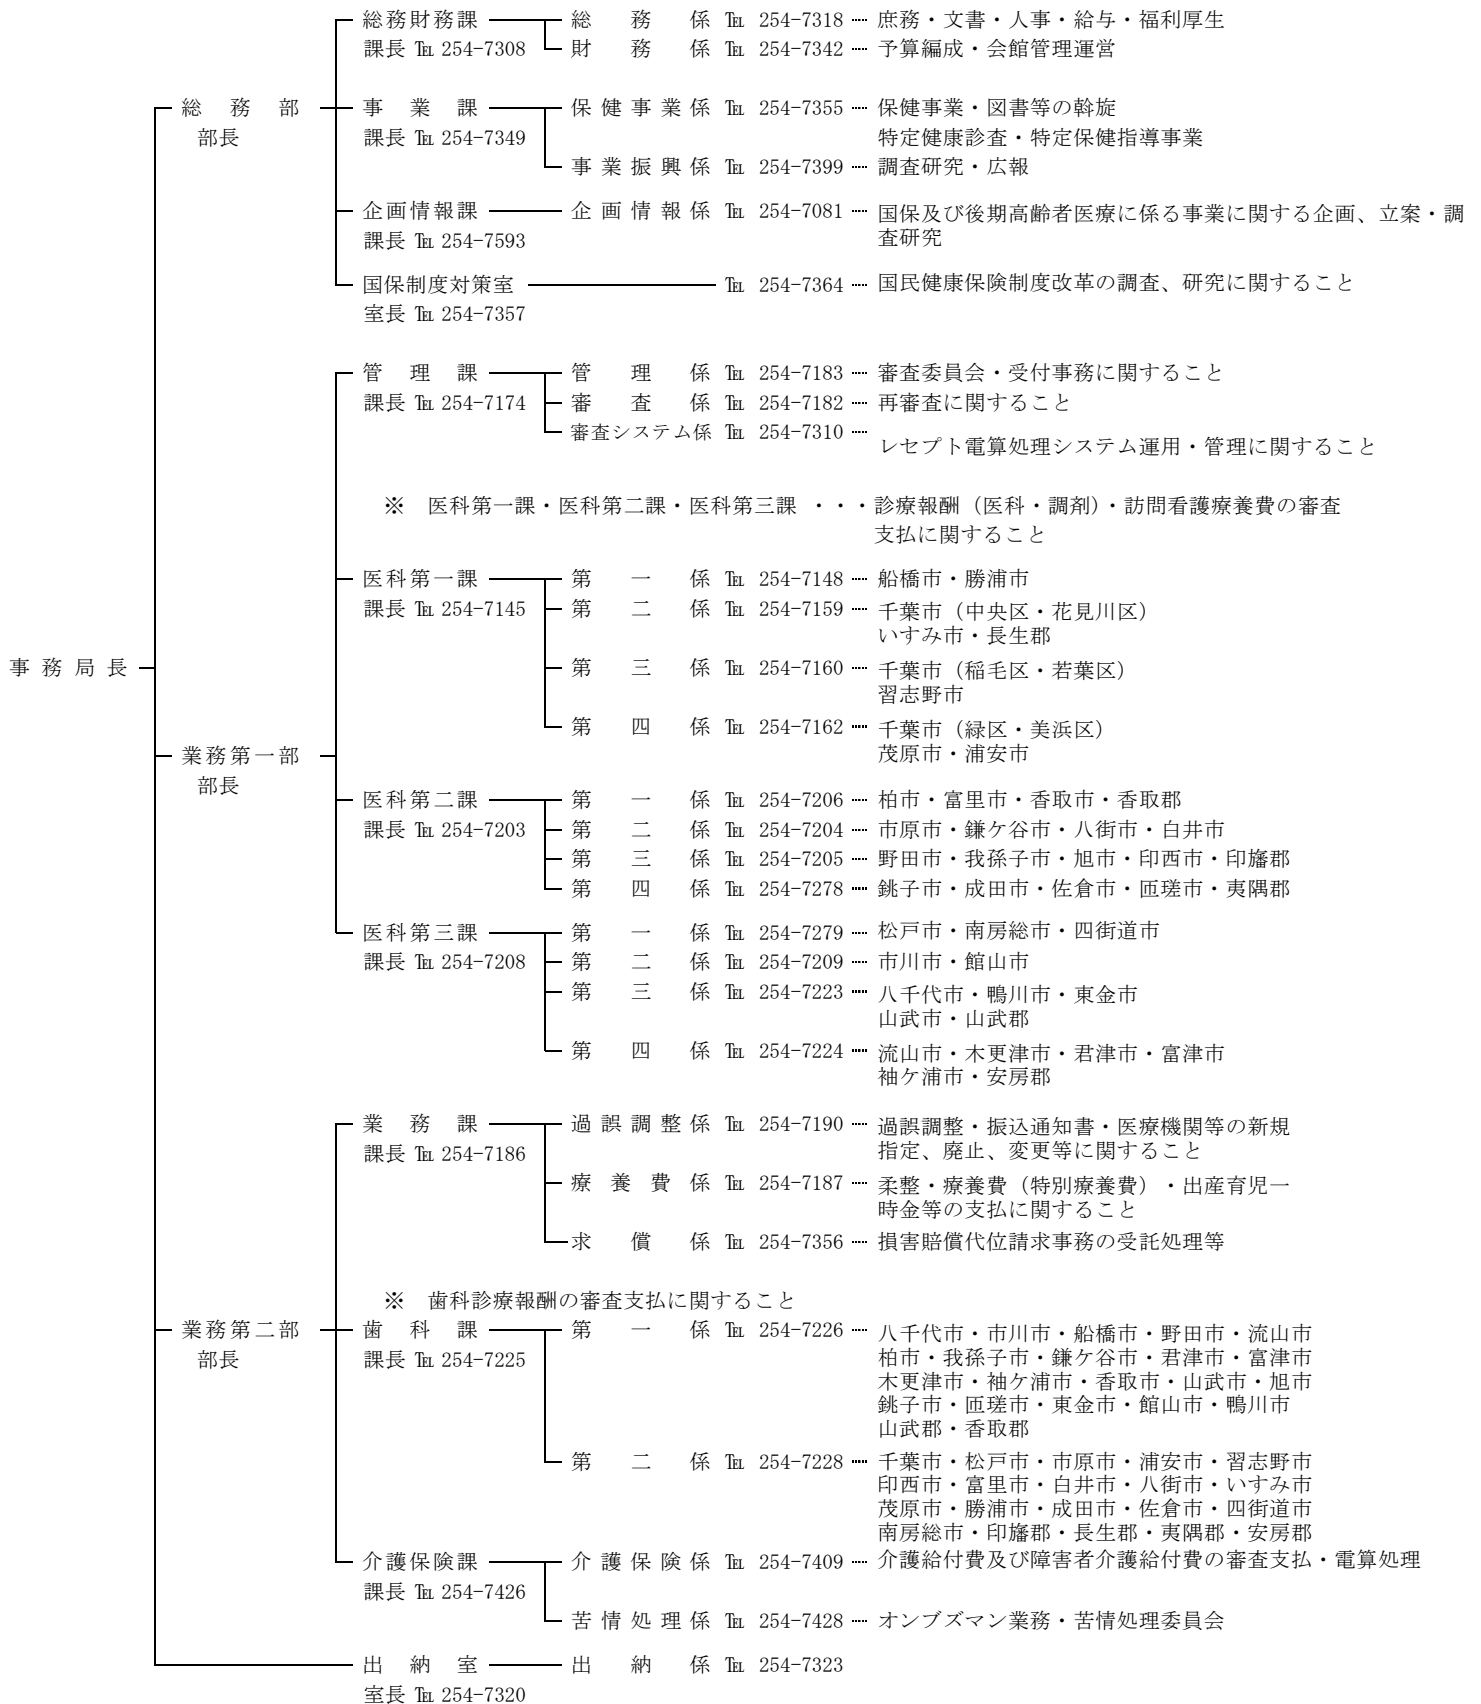 総務財務課 総務係 ℡ 254-7318 … 庶務・文書・人事・給与・福利厚生
課長 ℡ 254-7308 財務係 ℡ 254-7342 … 予算編成・会館管理運営
総務部 事業課 保健事業係 ℡ 254-7355 … 保健事業・図書等の斡旋
部長 課長 ℡ 254-7349 特定健康診査・特定保健指導事業
事業振興係 ℡ 254-7399 … 調査研究・広報
企画情報課 企画情報係 ℡ 254-7081 … 国保及び後期高齢者医療に係る事業に関する企画、立案・調
課長 ℡ 254-7593 査研究
国保制度対策室 ℡ 254-7364 … 国民健康保険制度改革の調査、研究に関すること
室長 ℡ 254-7357
管理課 管理係 ℡ 254-7183 … 審査委員会・受付事務に関すること
課長 ℡ 254-7174 審査係 ℡ 254-7182 … 再審査に関すること
審査システム係 ℡ 254-7310 … レセプト電算処理システム運用・管理に関すること
※ 医科第一課・医科第二課・医科第三課 ・・・診療報酬（医科・調剤）・訪問看護療養費の審査
支払に関すること
医科第一課 第一係 ℡ 254-7148 … 船橋市・勝浦市
課長 ℡ 254-7145 第二係 ℡ 254-7159 … 千葉市（中央区・花見川区）
いすみ市・長生郡
事務局長 第三係 ℡ 254-7160 … 千葉市（稲毛区・若葉区）
習志野市
第四係 ℡ 254-7162 … 千葉市（緑区・美浜区）
業務第一部 茂原市・浦安市
部長
医科第二課 第一係 ℡ 254-7206 … 柏市・富里市・香取市・香取郡
課長 ℡ 254-7203 第二係 ℡ 254-7204 … 市原市・鎌ケ谷市・八街市・白井市
第三係 ℡ 254-7205 … 野田市・我孫子市・旭市・印西市・印旛郡
第四係 ℡ 254-7278 … 銚子市・成田市・佐倉市・匝瑳市・夷隅郡
医科第三課 第一係 ℡ 254-7279 … 松戸市・南房総市・四街道市
課長 ℡ 254-7208 第二係 ℡ 254-7209 … 市川市・館山市
第三係 ℡ 254-7223 … 八千代市・鴨川市・東金市
山武市・山武郡
第四係 ℡ 254-7224 … 流山市・木更津市・君津市・富津市
袖ケ浦市・安房郡
業務課 過誤調整係 ℡ 254-7190 … 過誤調整・振込通知書・医療機関等の新規
課長 ℡ 254-7186 指定、廃止、変更等に関すること
療養費係 ℡ 254-7187 … 柔整・療養費（特別療養費）・出産育児一
時金等の支払に関すること
求償係 ℡ 254-7356 … 損害賠償代位請求事務の受託処理等
※ 歯科診療報酬の審査支払に関すること
業務第二部 歯科課 第一係 ℡ 254-7226 … 八千代市・市川市・船橋市・野田市・流山市
部長 課長 ℡ 254-7225 柏市・我孫子市・鎌ケ谷市・君津市・富津市
木更津市・袖ケ浦市・香取市・山武市・旭市
銚子市・匝瑳市・東金市・館山市・鴨川市
山武郡・香取郡
第二係 ℡ 254-7228 … 千葉市・松戸市・市原市・浦安市・習志野市
印西市・富里市・白井市・八街市・いすみ市
茂原市・勝浦市・成田市・佐倉市・四街道市
南房総市・印旛郡・長生郡・夷隅郡・安房郡
介護保険課 介護保険係 ℡ 254-7409 … 介護給付費及び障害者介護給付費の審査支払・電算処理
課長 ℡ 254-7426
苦情処理係 ℡ 254-7428 … オンブズマン業務・苦情処理委員会
出納室 出納係 ℡ 254-7323
室長 ℡ 254-7320